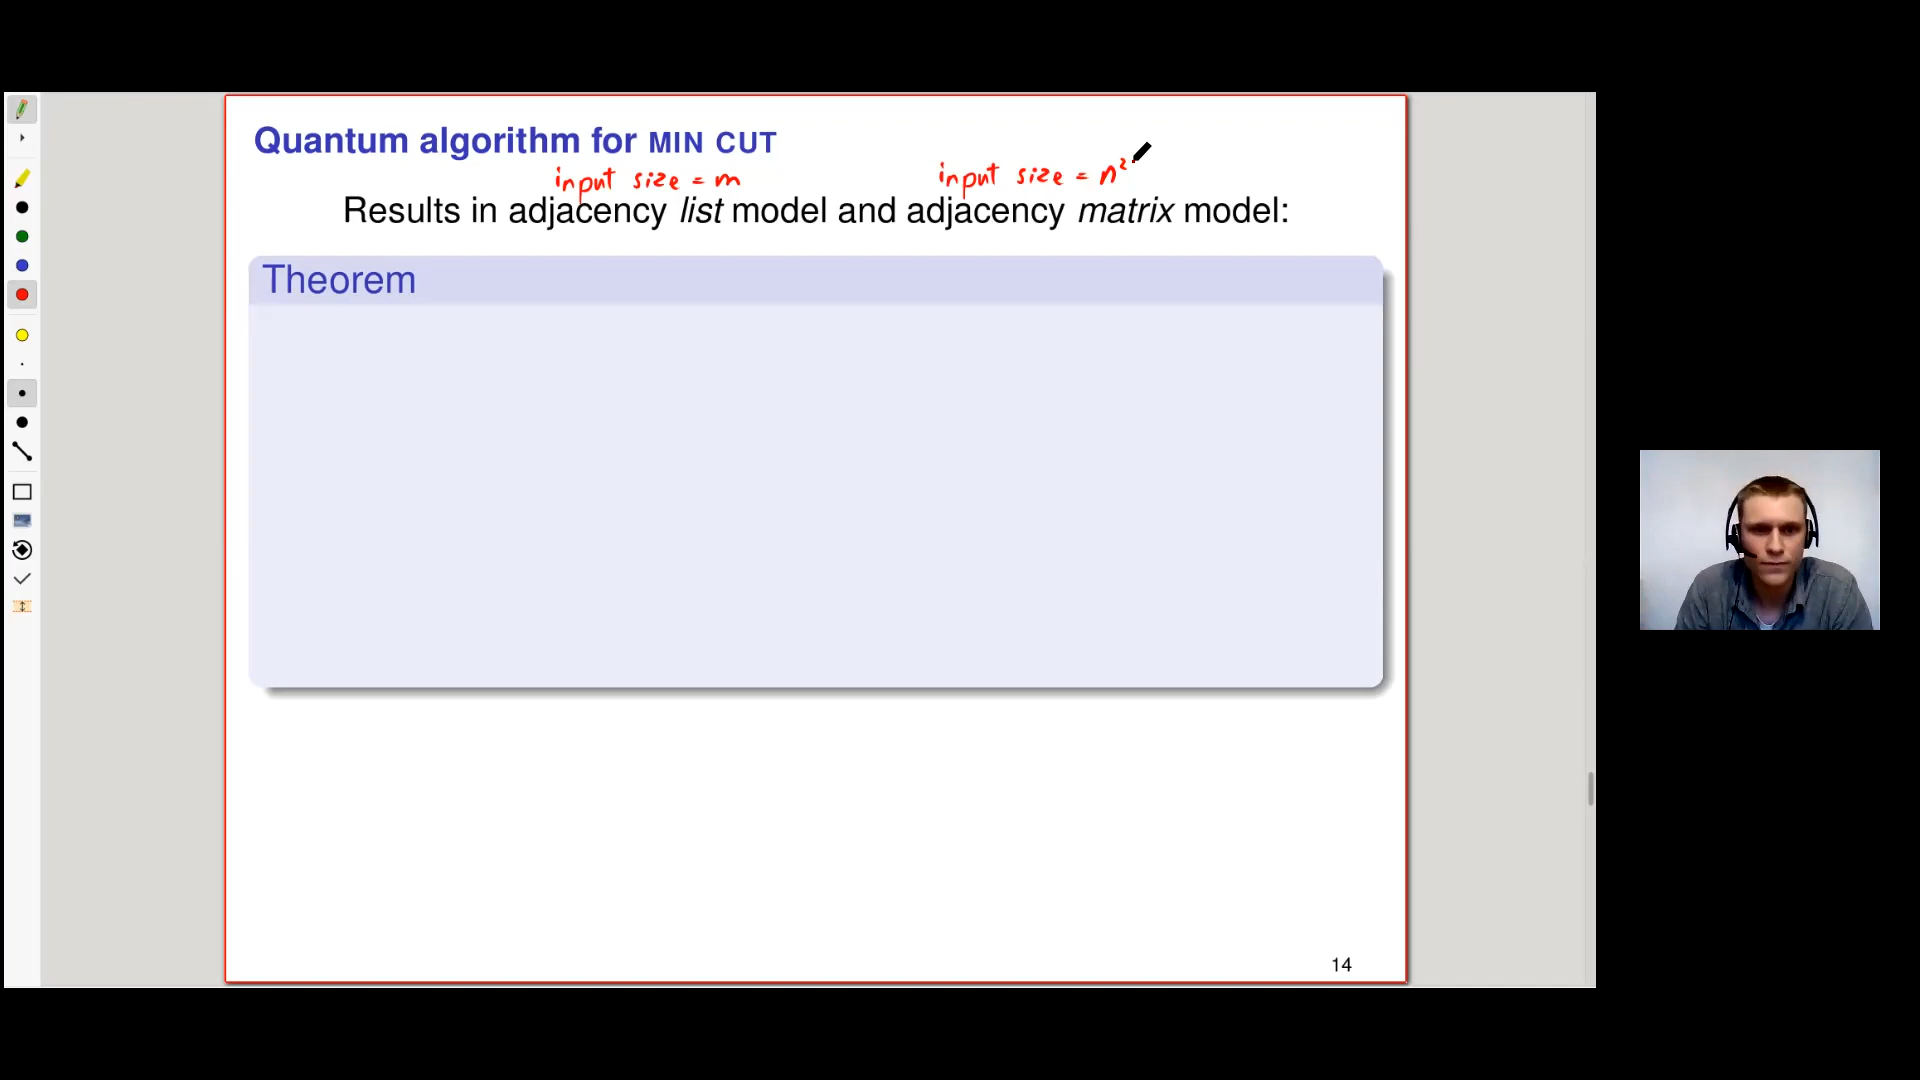 Quantum algorithm for MIN CUT
input size = m input size = n²
Results in adjacency list model and adjacency matrix model:
Theorem
14